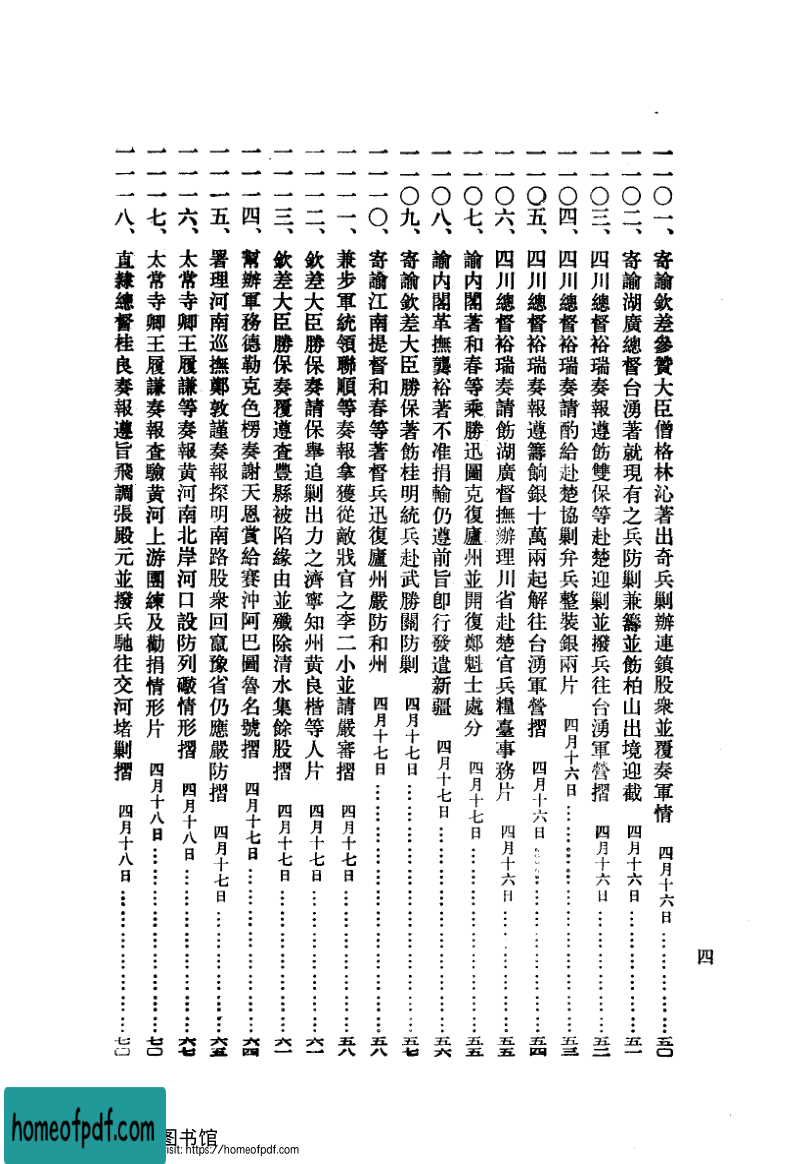 四
一一〇一、寄諭欽差參贊大臣僧格林沁著出奇兵剿辦連鎮股衆並覆奏軍情 四月十六日……………五〇
一一〇二、寄諭湖廣總督台湧著就現有之兵防剿兼籌並飭柏山出境迎截 四月十六日……………五一
一一〇三、四川總督裕瑞奏報遵飭雙保等赴楚迎剿並撥兵往台湧軍營摺 四月十六日……………五二
一一〇四、四川總督裕瑞奏請酌給赴楚協剿弁兵整裝銀兩片 四月十六日……………五三
一一〇五、四川總督裕瑞奏報遵籌餉銀十萬兩起解往台湧軍營摺 四月十六日……………五四
一一〇六、四川總督裕瑞奏請飭湖廣督撫辦理川省赴楚官兵糧臺事務片 四月十六日……………五五
一一〇七、諭內閣著和春等乘勝迅圖克復廬州並開復鄭魁士處分 四月十七日……………五五
一一〇八、諭內閣革撫龔裕著不准捐輸仍遵前旨卽行發遣新疆 四月十七日……………五六
一一〇九、寄諭欽差大臣勝保著飭桂明統兵赴武勝關防剿 四月十七日……………五七
一一一〇、寄諭江南提督和春等著督兵迅復廬州嚴防和州 四月十七日……………五八
一一一一、兼步軍統領聯順等奏報拿獲從敵戕官之李二小並請嚴審摺 四月十七日……………五八
一一一二、欽差大臣勝保奏請保舉追剿出力之濟寧知州黃良楷等人片 四月十七日……………六一
一一一三、欽差大臣勝保奏覆遵查豐縣被陷緣由並殲除清水集餘股摺 四月十七日……………六一
一一一四、幫辦軍務德勒克色楞奏謝天恩賞給賽沖阿巴圖魯名號摺 四月十七日……………六四
一一一五、署理河南巡撫鄭敦謹奏報探明南路股衆回竄豫省仍應嚴防摺 四月十七日……………六五
一一一六、太常寺卿王履謙等奏報黃河南北岸河口設防列礮情形摺 四月十八日……………六七
一一一七、太常寺卿王履謙奏報查驗黃河上游團練及勸捐情形片 四月十八日……………七〇
一一一八、直隸總督桂良奏報遵旨飛調張殿元並撥兵馳往交河堵剿摺 四月十八日……………七〇
homeofpdf.com
图书馆
visit: https://homeofpdf.com